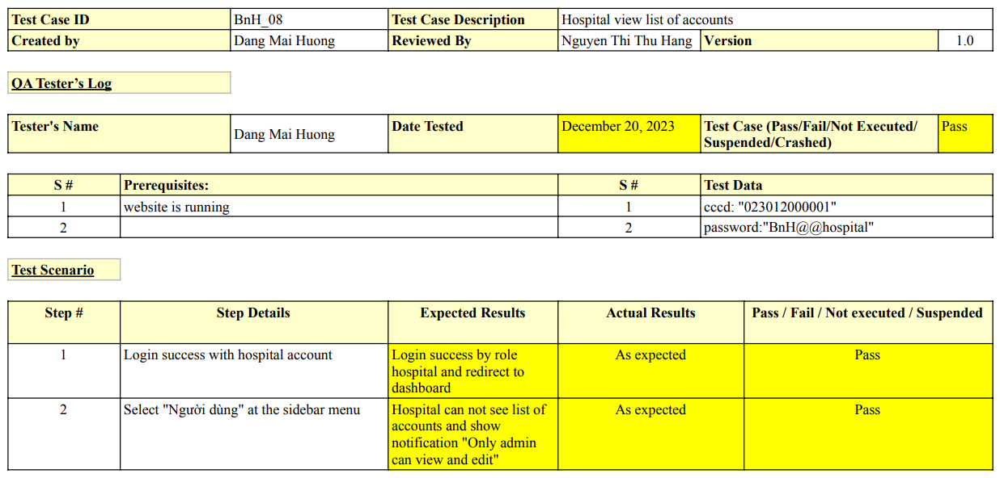 Test Case ID BnH_08 Test Case Description Hospital view list of accounts
Created by Dang Mai Huong Reviewed By Nguyen Thi Thu Hang Version 1.0
QA Tester’s Log
Tester's Name Dang Mai Huong Date Tested December 20, 2023 Test Case (Pass/Fail/Not Executed/ Pass
Suspended/Crashed)
S # Prerequisites: S # Test Data
1 website is running 1 cccd: "023012000001"
2 2 password:"BnH@@hospital"
Test Scenario
Step # Step Details Expected Results Actual Results Pass / Fail / Not executed / Suspended
1 Login success with hospital account Login success by role As expected Pass
hospital and redirect to
dashboard
2 Select "Người dùng" at the sidebar menu Hospital can not see list of As expected Pass
accounts and show
notification "Only admin
can view and edit"